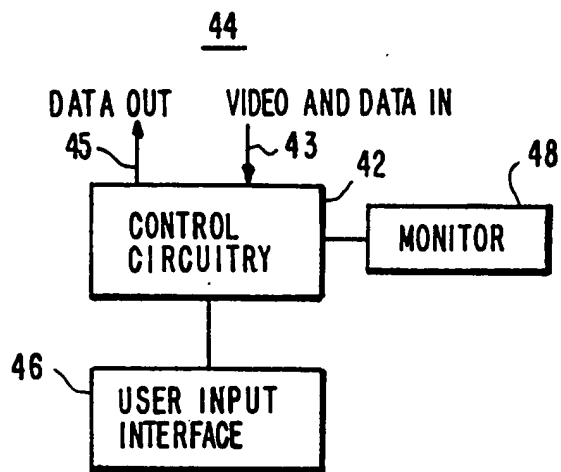 44
DATA OUT
VIDEO AND DATA IN
45
43
42
48
CONTROL
CIRCUITRY
MONITOR
46
USER INPUT
INTERFACE